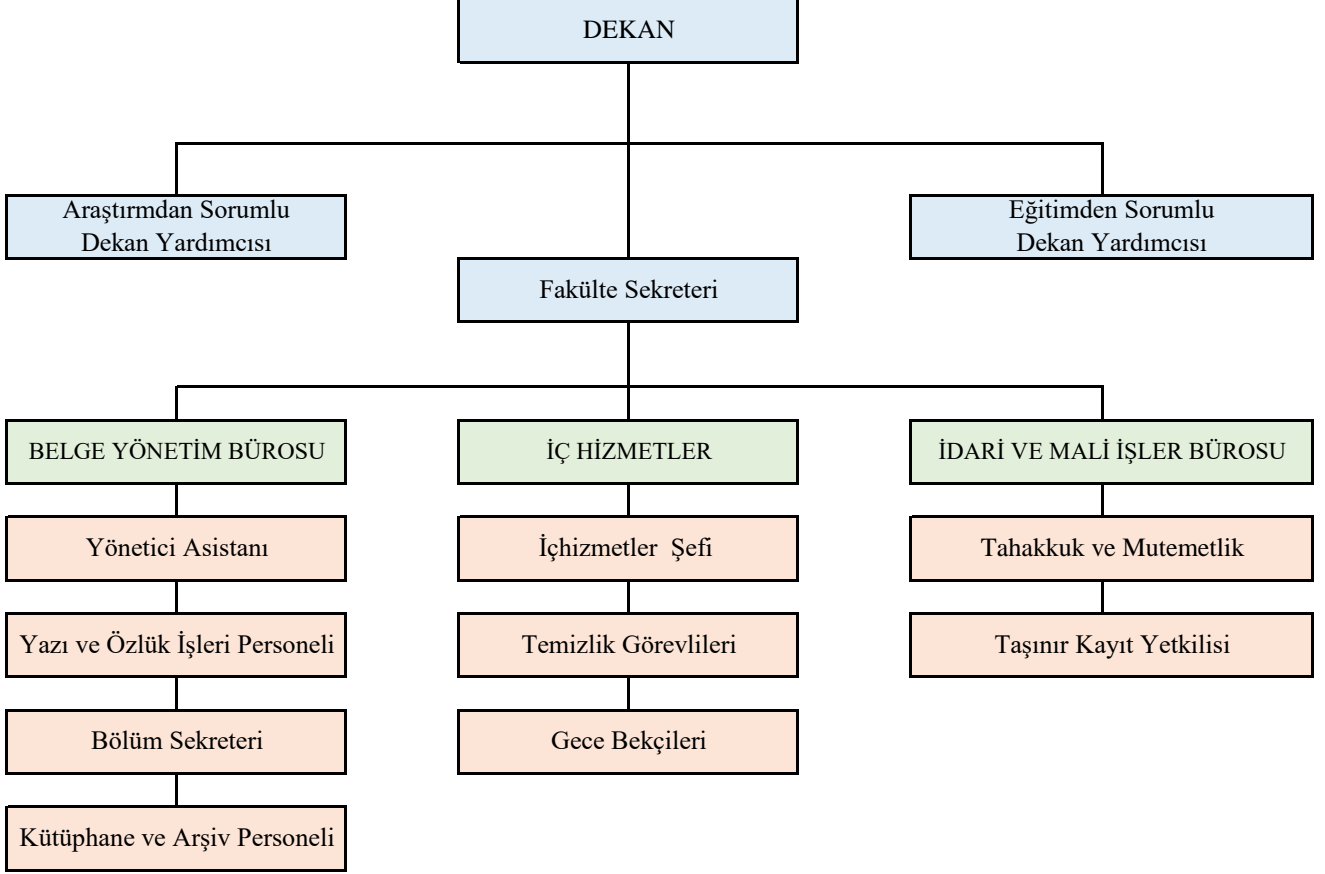 DEKAN
Araştırmdan Sorumlu
Dekan Yardımcısı
Eğitimden Sorumlu
Dekan Yardımcısı
Fakülte Sekreteri
BELGE YÖNETİM BÜROSU
İÇ HİZMETLER
İDARİ VE MALİ İŞLER BÜROSU
Yönetici Asistanı
İçhizmetler Şefi
Tahakkuk ve Mutemetlik
Yazı ve Özlük İşleri Personeli
Temizlik Görevlileri
Taşınır Kayıt Yetkilisi
Bölüm Sekreteri
Gece Bekçileri
Kütüphane ve Arşiv Personeli